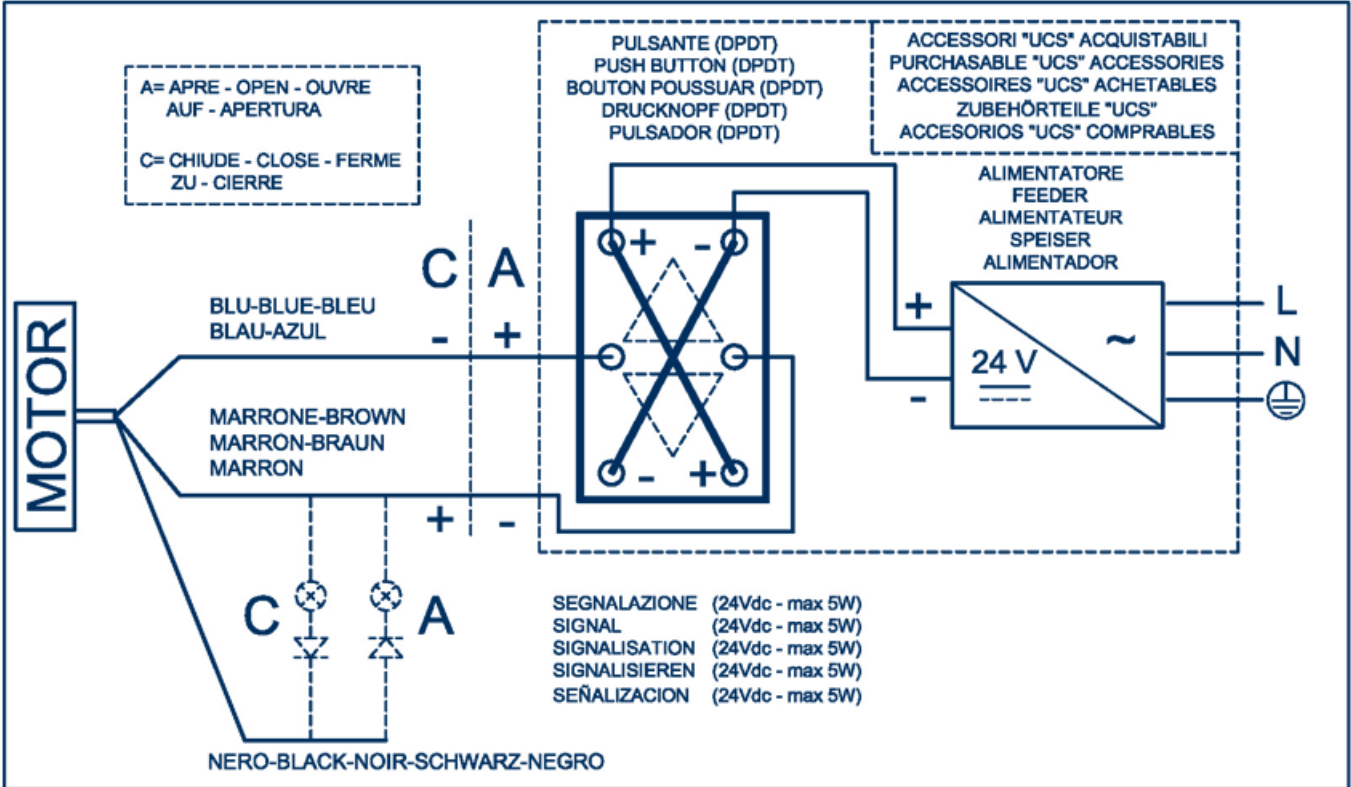 PULSANTE (DPDT)
PUSH BUTTON (DPDT)
BOUTON POUSSUAR (DPDT)
DRUCKNOPF (DPDT)
PULSADOR (DPDT)
ACCESSORI "UCS" ACQUISTABILI
PURCHASABLE "UCS" ACCESSORIES
ACCESSOIRES "UCS" ACHETABLES
ZUBEHÖRTEILE "UCS"
ACCESORIOS "UCS" COMPRABLES
A= APRE - OPEN - OUVRE
AUF - APERTURA
C= CHIUDE - CLOSE - FERME
ZU - CIERRE
ALIMENTATORE
FEEDER
ALIMENTATEUR
SPEISER
ALIMENTADOR
C A
- +
+ -
- +
+
-
24 V
~
L
N
MOTOR
BLU-BLUE-BLEU
BLAU-AZUL
MARRONE-BROWN
MARRON-BRAUN
MARRON
+ -
C A
SEGNALAZIONE (24Vdc - max 5W)
SIGNAL (24Vdc - max 5W)
SIGNALISATION (24Vdc - max 5W)
SIGNALISIEREN (24Vdc - max 5W)
SEÑALIZACION (24Vdc - max 5W)
NERO-BLACK-NOIR-SCHWARZ-NEGRO